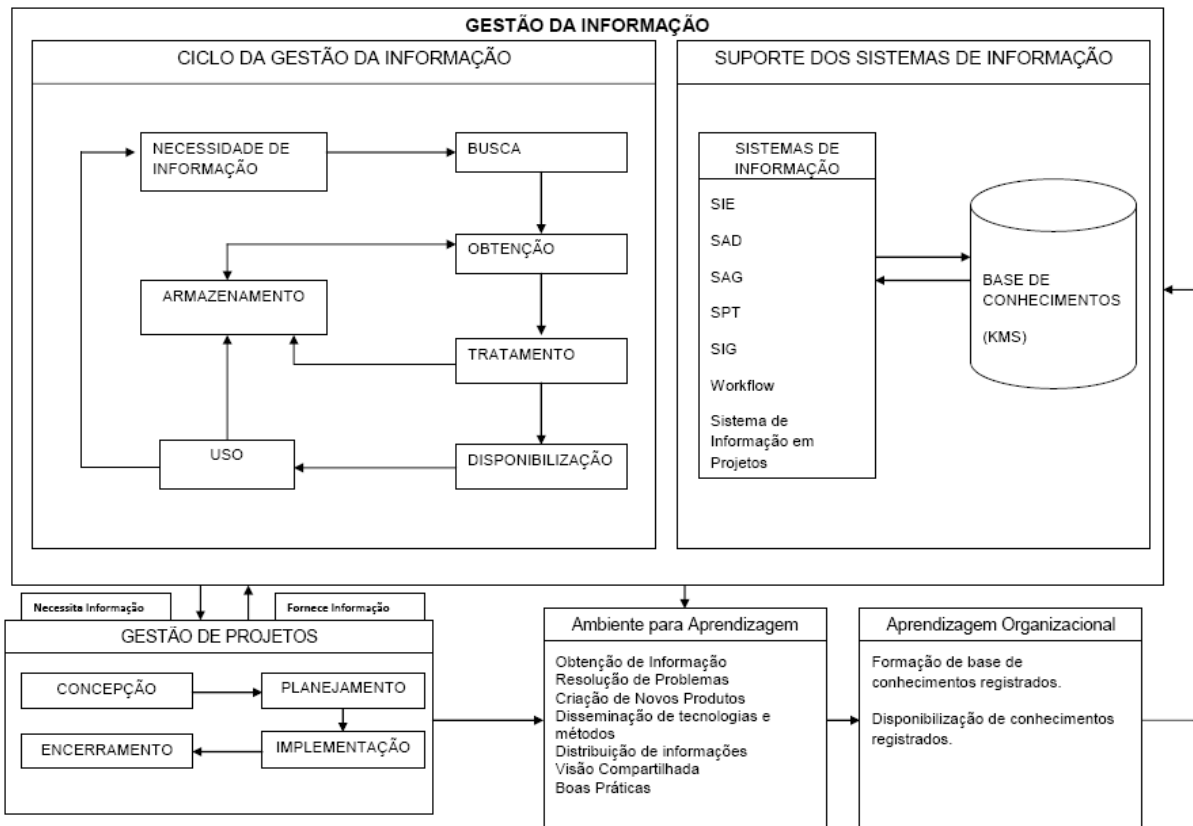 GESTÃO DA INFORMAÇÃO
CICLO DA GESTÃO DA INFORMAÇÃO
NECESSIDADE DE
INFORMAÇÃO
BUSCA
OBTENÇÃO
ARMAZENAMENTO
TRATAMENTO
USO
DISPONIBILIZAÇÃO
SUPORTE DOS SISTEMAS DE INFORMAÇÃO
SISTEMAS DE
INFORMAÇÃO
SIE
SAD
SAG
SPT
SIG
Workflow
Sistema de
Informação em
Projetos
BASE DE
CONHECIMENTOS
(KMS)
Necessita Informação
Fornece Informação
GESTÃO DE PROJETOS
CONCEPÇÃO
PLANEJAMENTO
ENCERRAMENTO
IMPLEMENTAÇÃO
Ambiente para Aprendizagem
Obtenção de Informação
Resolução de Problemas
Criação de Novos Produtos
Disseminação de tecnologias e
métodos
Distribuição de informações
Visão Compartilhada
Boas Práticas
Aprendizagem Organizacional
Formação de base de
conhecimentos registrados.
Disponibilização de conhecimentos
registrados.